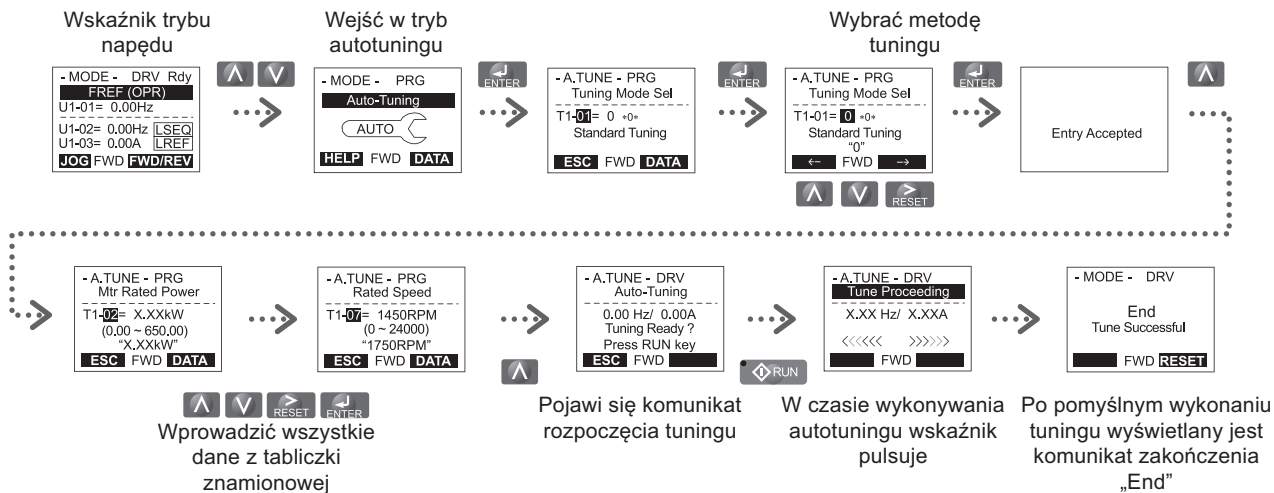 Wskaźnik trybu
napędu
Wejść w tryb
autotuningu
Wybrać metodę
tuningu
- MODE - DRV Rdy
FREF (OPR)
U1-01= 0.00Hz
U1-02= 0.00Hz LSEQ
U1-03= 0.00A LREF
JOG FWD FWD/REV
- MODE - PRG
Auto-Tuning
AUTO
HELP FWD DATA
ENTER
- A.TUNE - PRG
Tuning Mode Sel
T1-01= 0 *0*
Standard Tuning
ESC FWD DATA
ENTER
- A.TUNE - PRG
Tuning Mode Sel
T1-01= 0 *0*
Standard Tuning
“0”
← FWD →
RESET
ENTER
Entry Accepted
- A.TUNE - PRG
Mtr Rated Power
T1-02= X.XXkW
(0.00 ~ 650.00)
“X.XXkW”
ESC FWD DATA
RESET ENTER
Wprowadzić wszystkie
dane z tabliczki
znamionowej
- A.TUNE - PRG
Rated Speed
T1-07= 1450RPM
(0 ~ 24000)
“1750RPM”
ESC FWD DATA
- A.TUNE - DRV
Auto-Tuning
0.00 Hz/ 0.00A
Tuning Ready ?
Press RUN key
ESC FWD
Pojawi się komunikat
rozpoczęcia tuningu
RUN
- A.TUNE - DRV
Tune Proceeding
X.XX Hz/ X.XXA
FWD
W czasie wykonywania
autotuningu wskaźnik
pulsuje
- MODE - DRV
End
Tune Successful
FWD RESET
Po pomyślnym wykonaniu
tuningu wyświetlany jest
komunikat zakończenia
„End”